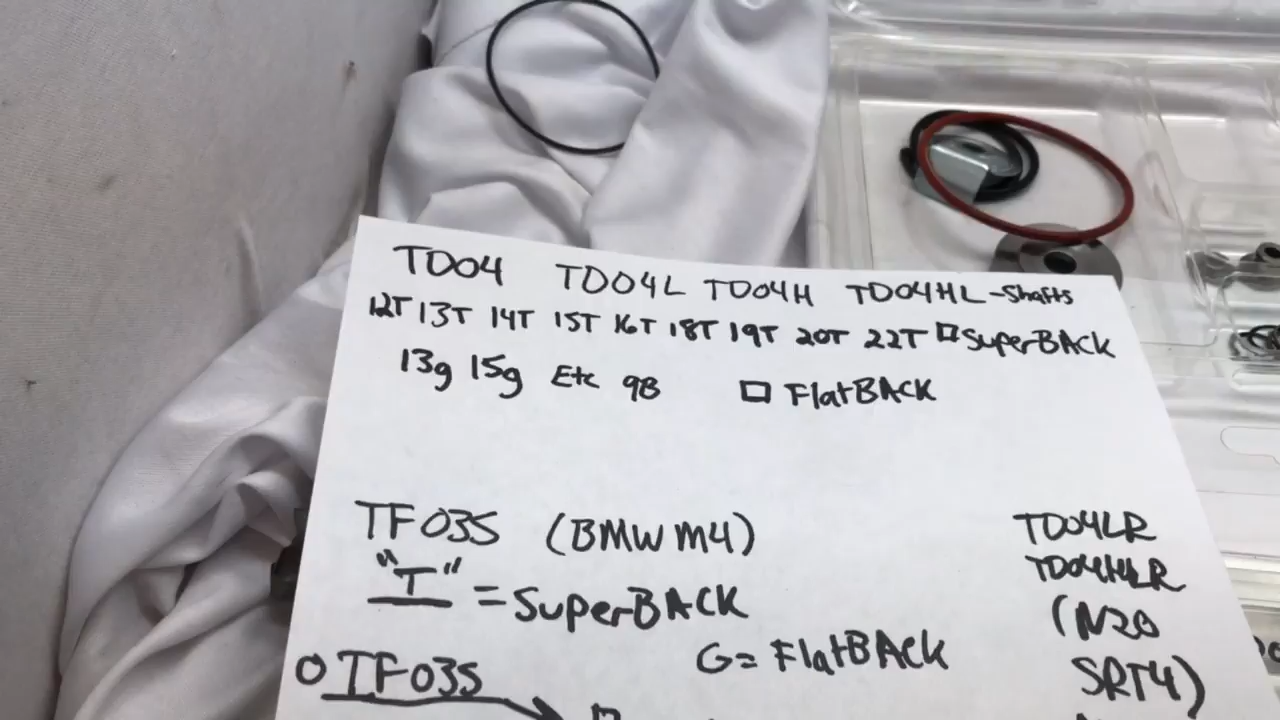 TD04 TD04L TD04H TD04HL-Shafts
12T 13T 14T 15T 16T 18T 19T 20T 22T SuperBACK
13g 15g Etc 9B FlatBACK
TF035 (BMW M4)
"T" = SuperBACK
G= FlatBACK
TF035
TD04LR
TD04HLR
(N20
SRT4)